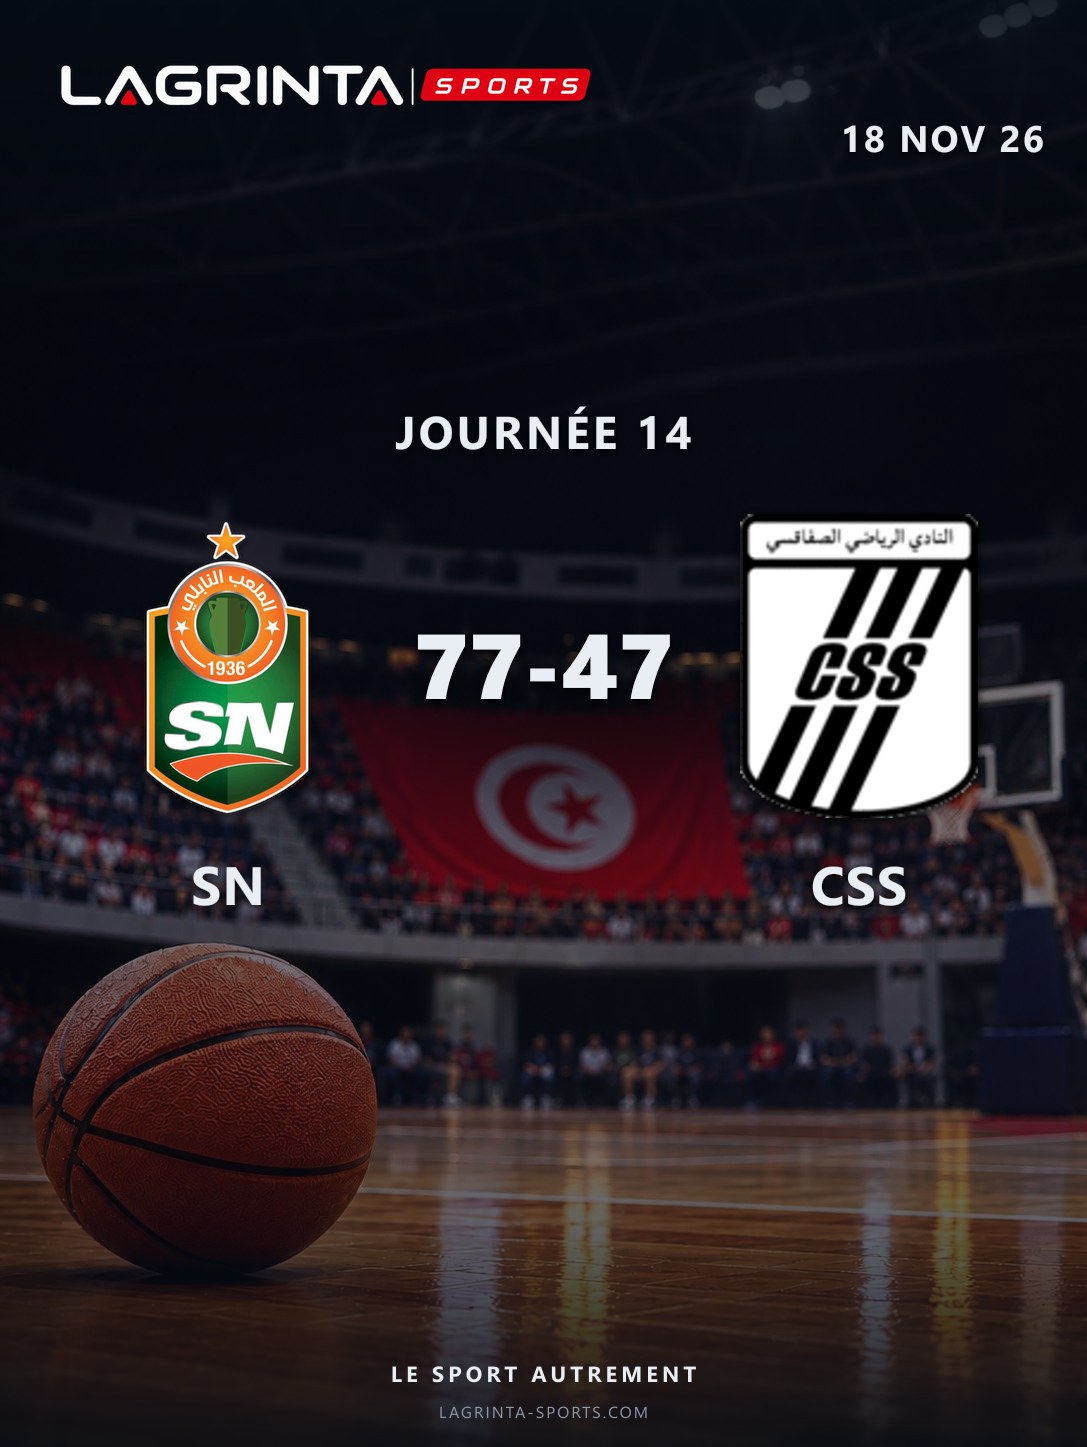 LAGRINTA SPORTS
18 NOV 26
JOURNÉE 14
النادي الرياضي الصفاقسي
الملعب النابلي
1936
SN
77-47
CSS
SN
CSS
LE SPORT AUTREMENT
LAGRINTA-SPORTS.COM